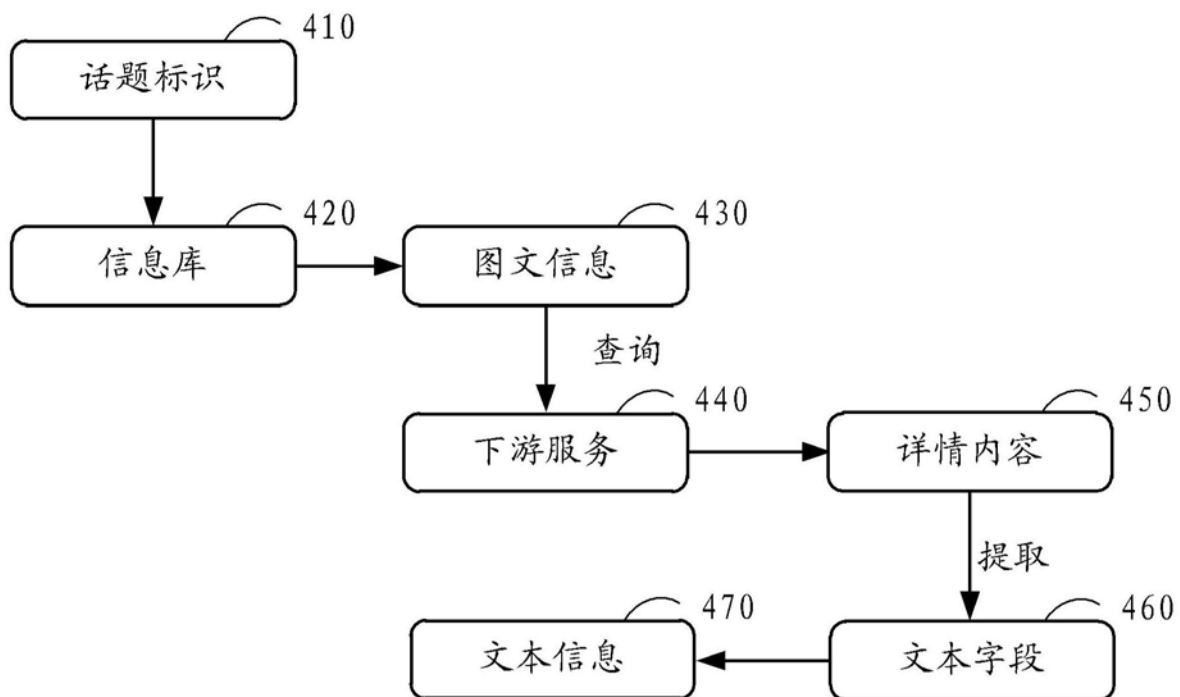 410
话题标识
420
信息库
430
图文信息
查询
440
下游服务
450
详情内容
提取
460
文本字段
470
文本信息